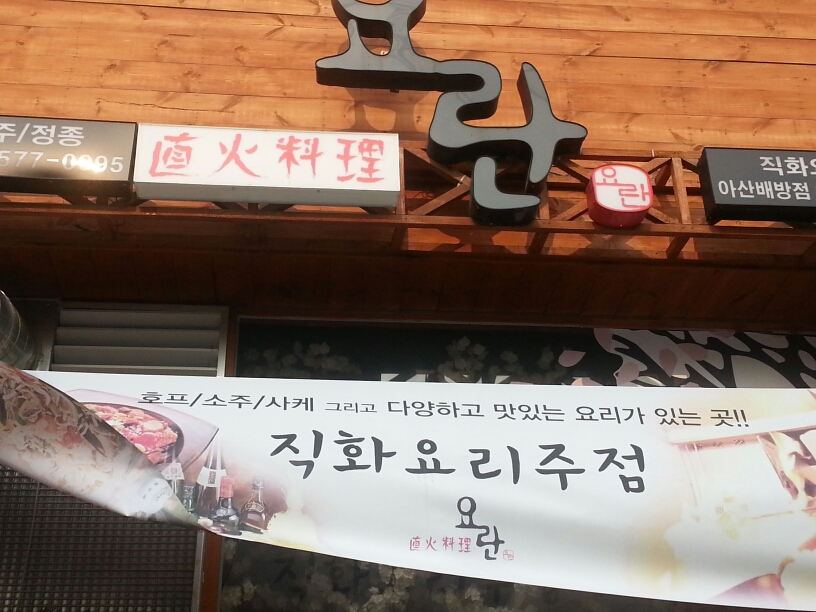 요란
주/정종
577-0095
直火料理
요란
직화요
아산배방점
호프/소주/사케 그리고 다양하고 맛있는 요리가 있는 곳!!
직화요리주점
요란
直火料理